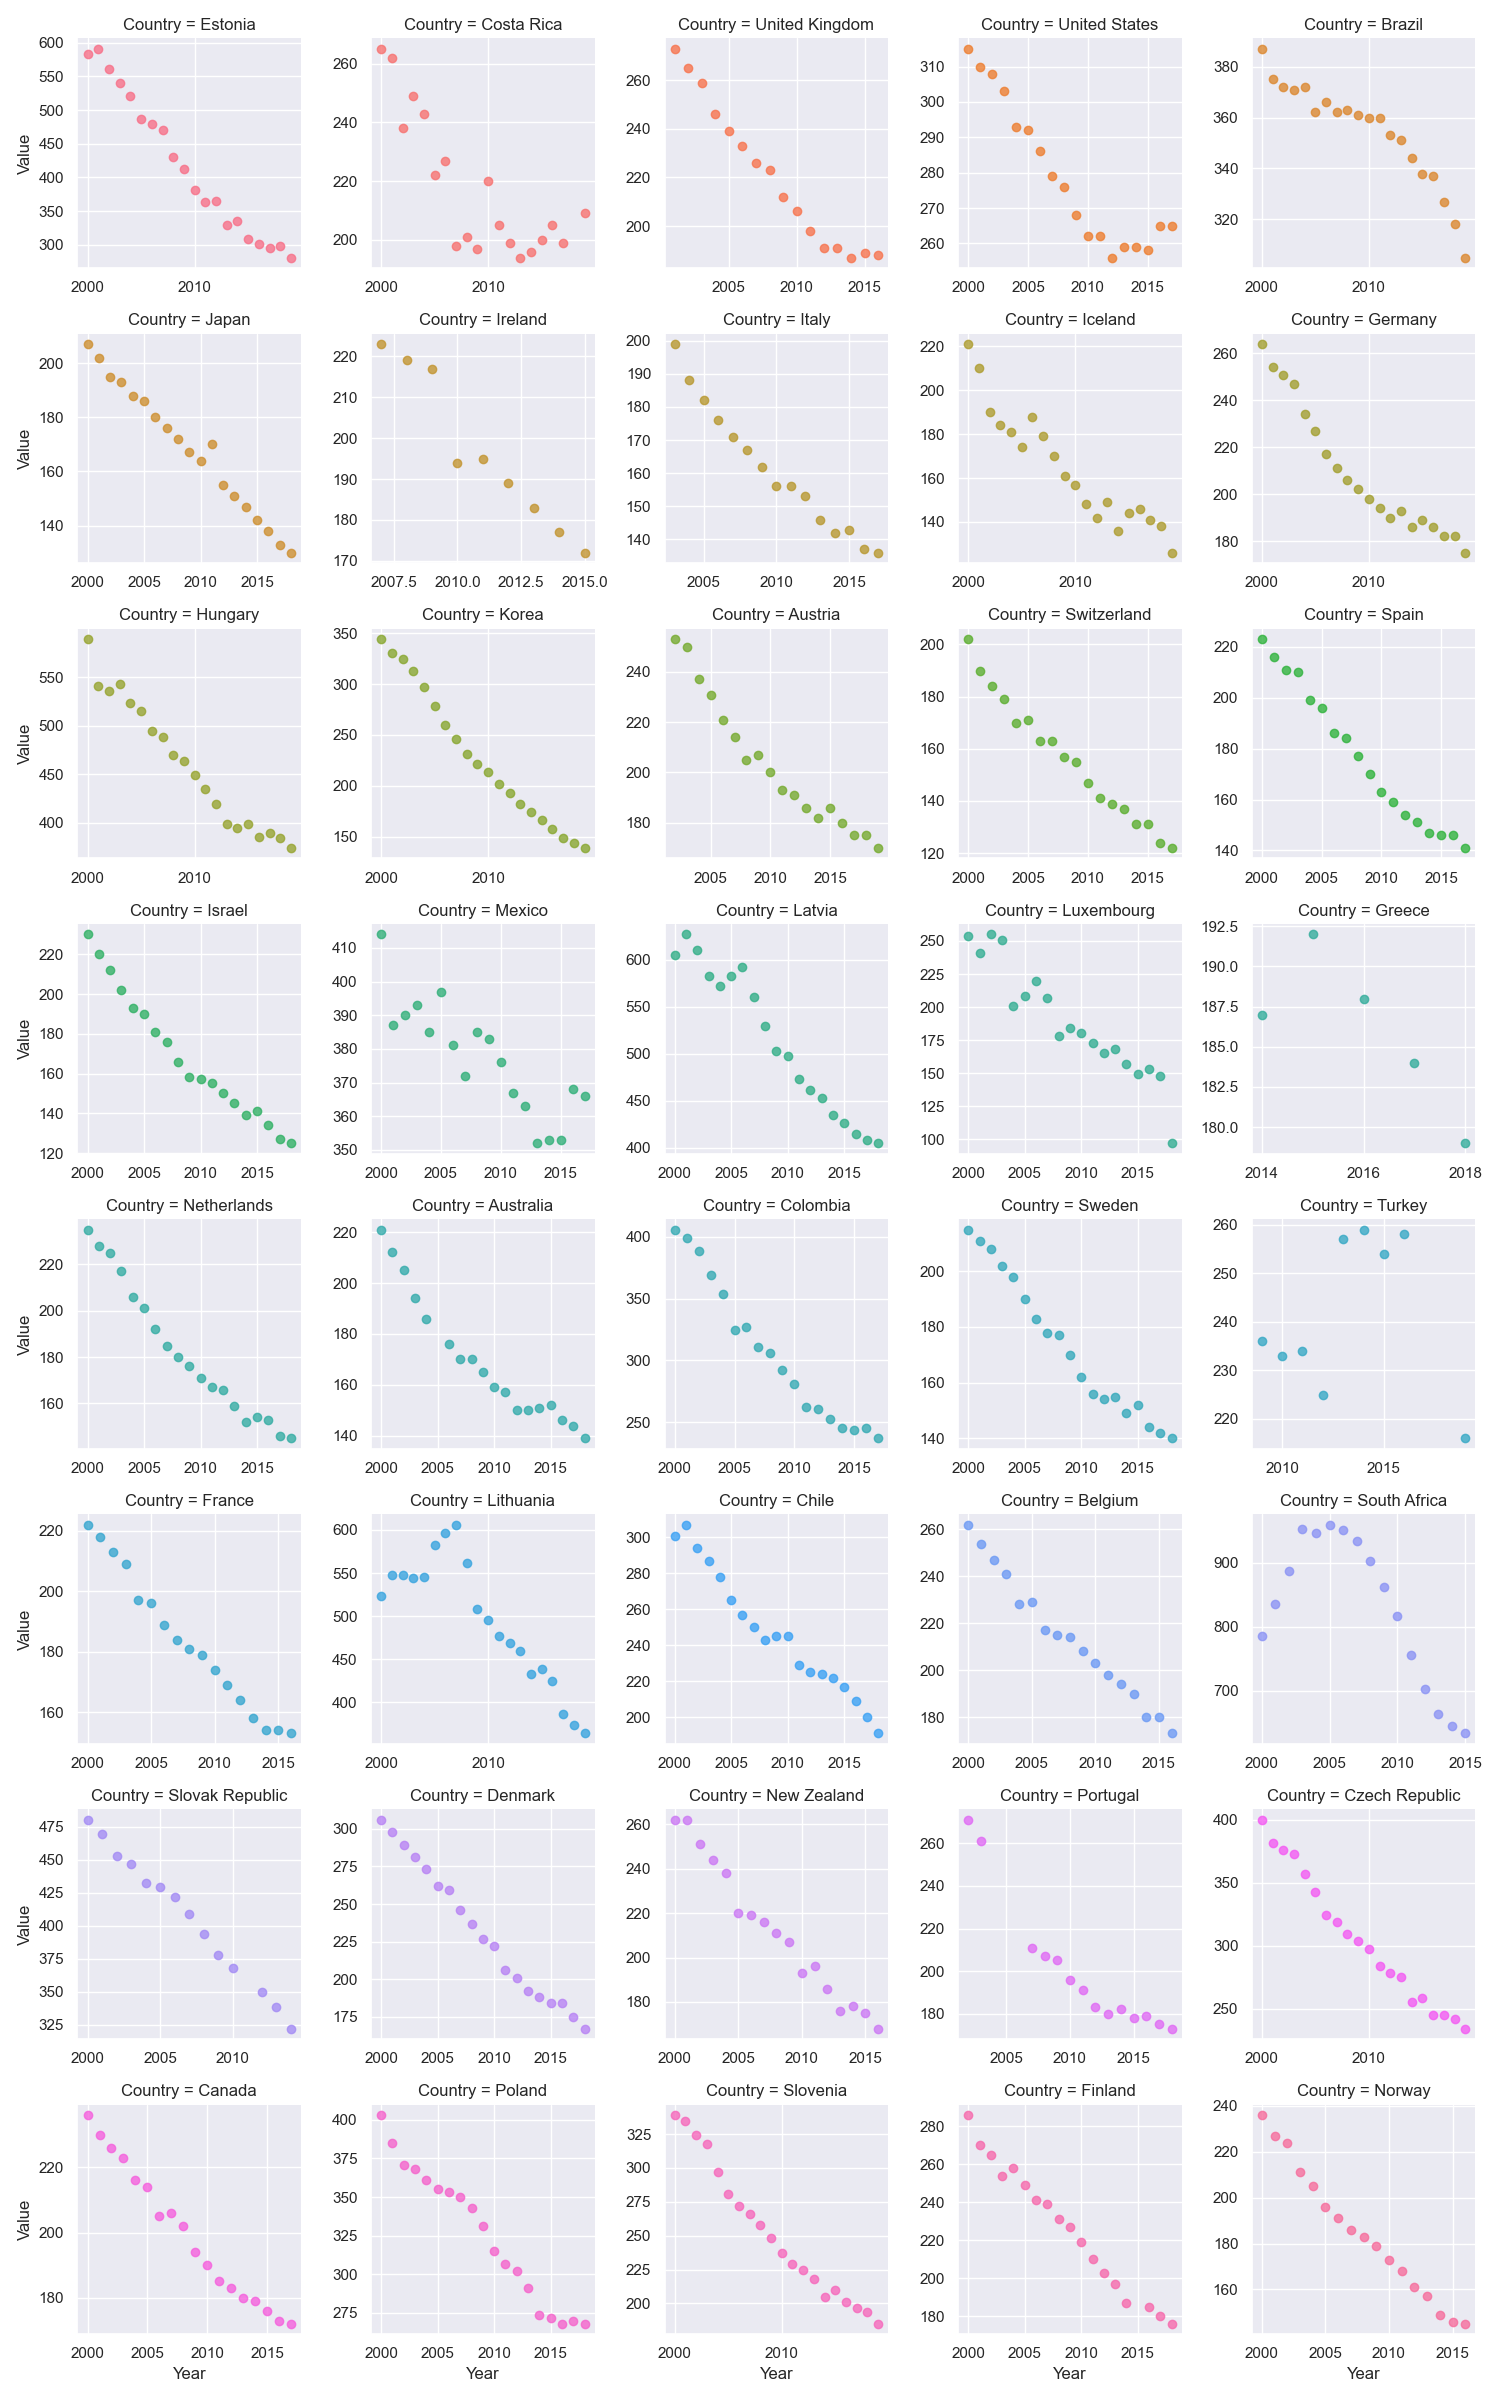 Country = Estonia
Country = Costa Rica
Country = United Kingdom
Country = United States
Country = Brazil
600
550
500
450
400
350
300
Value
2000 2010
260
240
220
200
2000 2010
260
240
220
200
2005 2010 2015
310
300
290
280
270
260
2000 2005 2010 2015
380
360
340
320
2000 2010
Country = Japan
Country = Ireland
Country = Italy
Country = Iceland
Country = Germany
200
180
160
140
Value
2000 2005 2010 2015
220
210
200
190
180
170
2007.5 2010.0 2012.5 2015.0
200
190
180
170
160
150
140
2005 2010 2015
220
200
180
160
140
2000 2010
260
240
220
200
180
2000 2010
Country = Hungary
Country = Korea
Country = Austria
Country = Switzerland
Country = Spain
550
500
450
400
Value
2000 2010
350
300
250
200
150
2000 2010
240
220
200
180
2005 2010 2015
200
180
160
140
120
2000 2005 2010 2015
220
200
180
160
140
2000 2005 2010 2015
Country = Israel
Country = Mexico
Country = Latvia
Country = Luxembourg
Country = Greece
220
200
180
160
140
120
Value
2000 2005 2010 2015
410
400
390
380
370
360
350
2000 2005 2010 2015
600
550
500
450
400
2000 2005 2010 2015
250
225
200
175
150
125
100
2000 2005 2010 2015
192.5
190.0
187.5
185.0
182.5
180.0
2014 2016 2018
Country = Netherlands
Country = Australia
Country = Colombia
Country = Sweden
Country = Turkey
220
200
180
160
Value
2000 2005 2010 2015
220
200
180
160
140
2000 2005 2010 2015
400
350
300
250
2000 2005 2010 2015
200
180
160
140
2000 2005 2010 2015
260
250
240
230
220
2010 2015
Country = France
Country = Lithuania
Country = Chile
Country = Belgium
Country = South Africa
220
200
180
160
Value
2000 2005 2010 2015
600
550
500
450
400
2000 2010
300
280
260
240
220
200
2000 2005 2010 2015
260
240
220
200
180
2000 2005 2010 2015
900
800
700
2000 2005 2010 2015
Country = Slovak Republic
Country = Denmark
Country = New Zealand
Country = Portugal
Country = Czech Republic
475
450
425
400
375
350
325
Value
2000 2005 2010
300
275
250
225
200
175
2000 2005 2010 2015
260
240
220
200
180
2000 2005 2010 2015
260
240
220
200
180
2005 2010 2015
400
350
300
250
2000 2010
Country = Canada
Country = Poland
Country = Slovenia
Country = Finland
Country = Norway
220
200
180
Value
2000 2005 2010 2015
Year
400
375
350
325
300
275
2000 2005 2010 2015
Year
325
300
275
250
225
200
2000 2010
Year
280
260
240
220
200
180
2000 2005 2010 2015
Year
240
220
200
180
160
2000 2005 2010 2015
Year